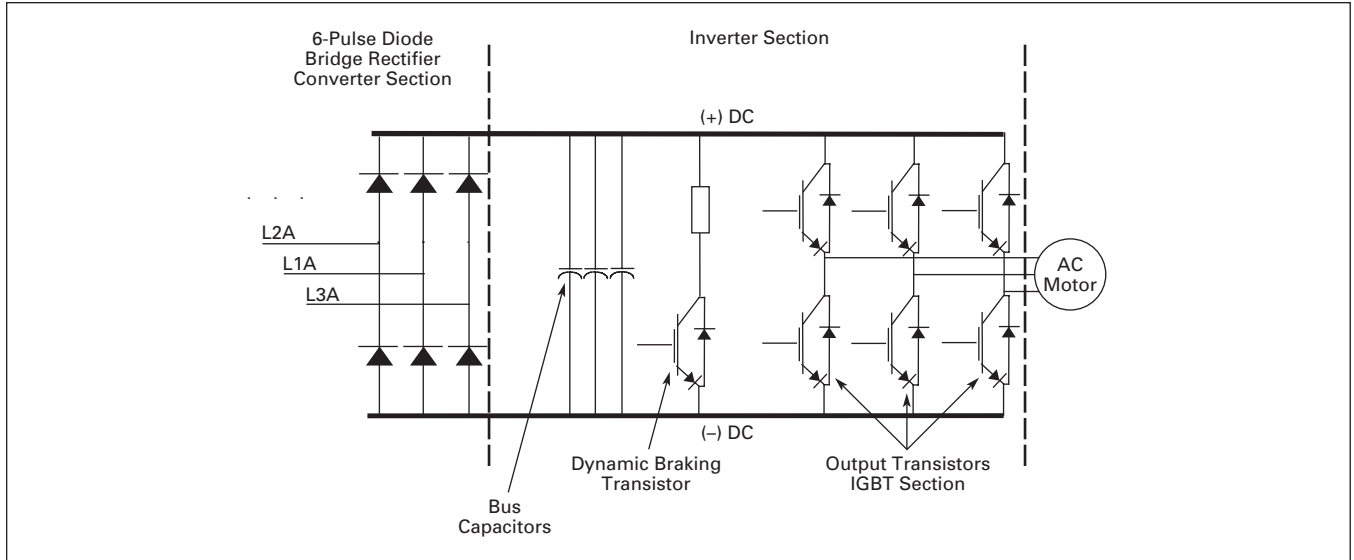 6-Pulse Diode
Bridge Rectifier
Converter Section
Inverter Section
(+) DC
. . .
L2A
L1A
L3A
AC
Motor
(–) DC
Dynamic Braking
Transistor
Output Transistors
IGBT Section
Bus
Capacitors